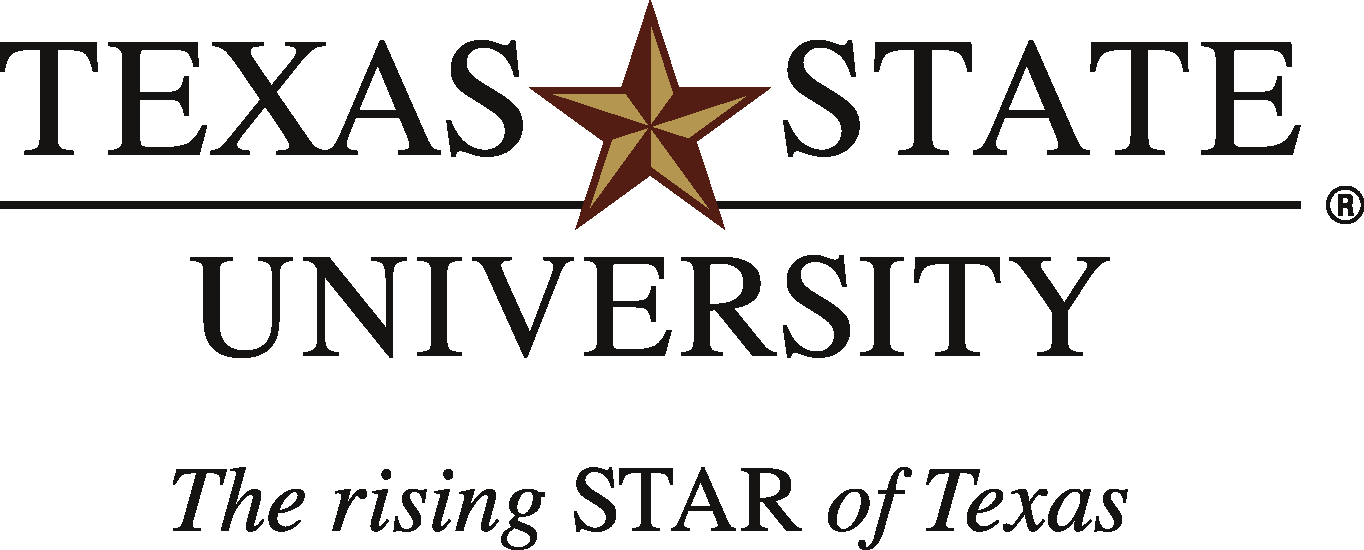 TEXAS STATE
®
UNIVERSITY
The rising STAR of Texas